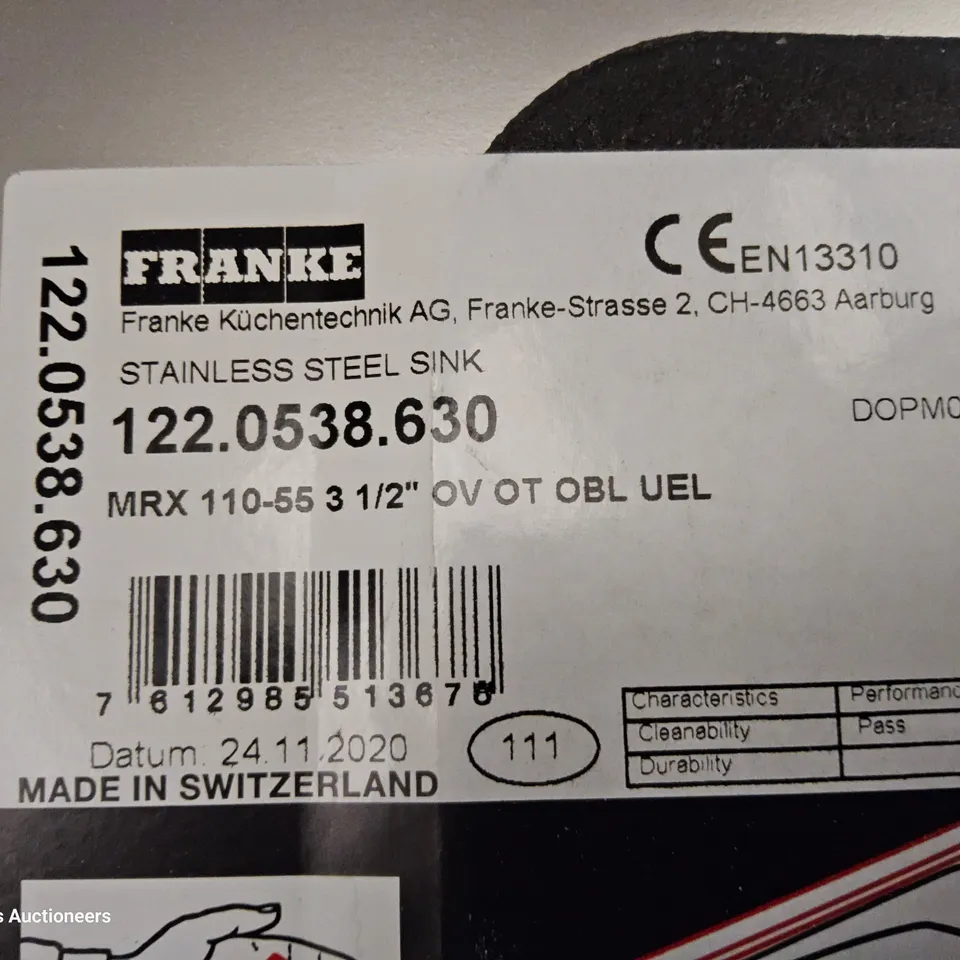 FRANKE
CE EN13310
Franke Küchentechnik AG, Franke-Strasse 2, CH-4663 Aarburg
STAINLESS STEEL SINK
122.0538.630
DOPM0
MRX 110-55 3 1/2" OV OT OBL UEL
122.0538.630
7 612985 513678
Datum: 24.11.2020
111
MADE IN SWITZERLAND
Characteristics Performanc
Cleanability Pass
Durability
s Auctioneers